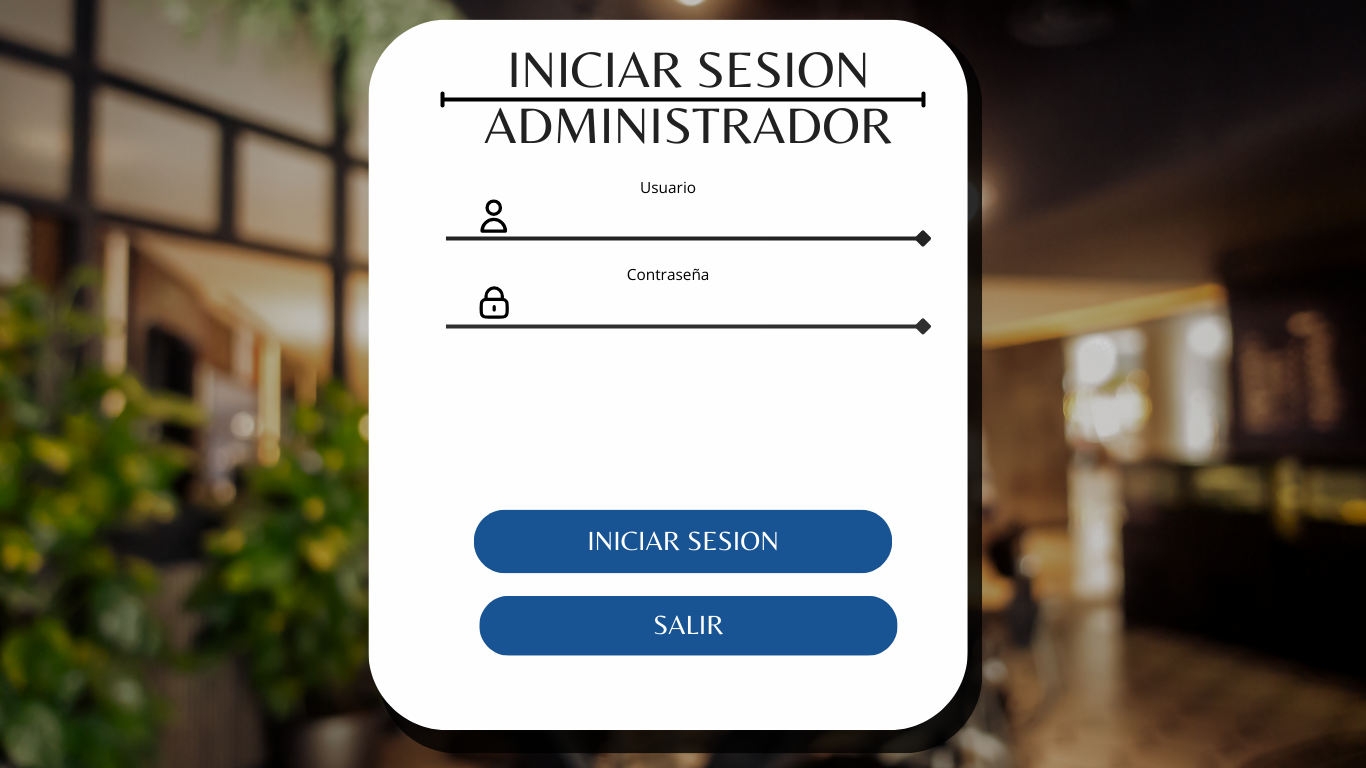 INICIAR SESION
ADMINISTRADOR
Usuario
Contraseña
INICIAR SESION
SALIR